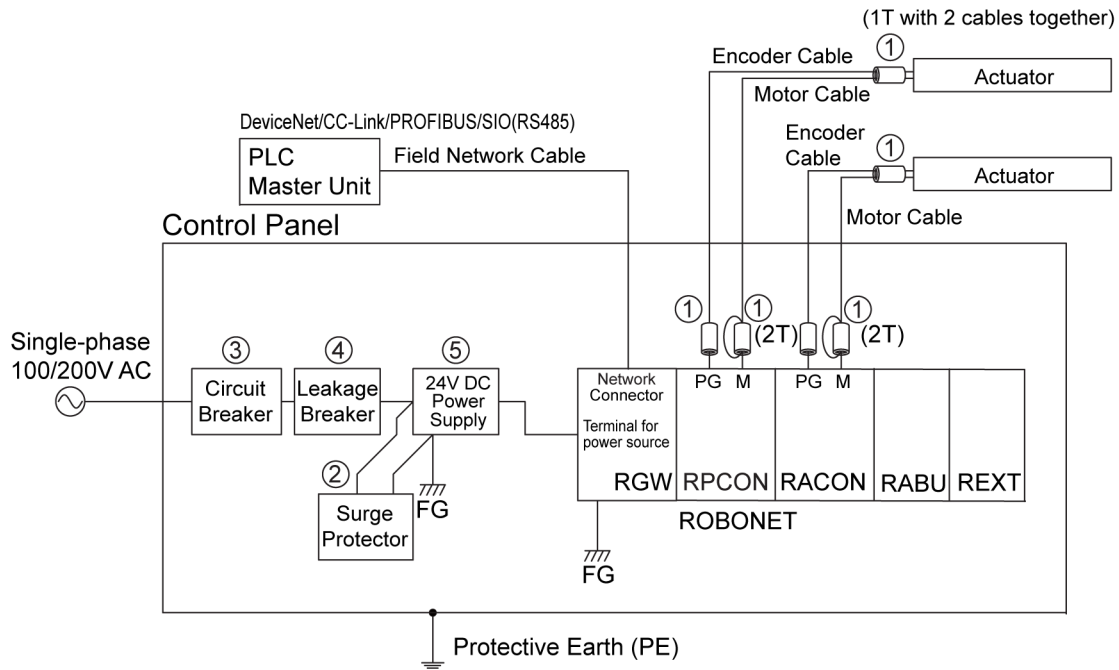 (1T with 2 cables together)
①
Encoder Cable
Actuator
Motor Cable
DeviceNet/CC-Link/PROFIBUS/SIO(RS485)
PLC
Master Unit
Field Network Cable
Encoder
Cable
①
Actuator
Motor Cable
Control Panel
① ① (2T)
① (2T)
Single-phase
100/200V AC
③
Circuit
Breaker
④
Leakage
Breaker
⑤
24V DC
Power
Supply
②
Surge
Protector
FG
Network
Connector
Terminal for
power source
RGW
PG M
RPCON
PG M
RACON
RABU
REXT
ROBONET
FG
Protective Earth (PE)